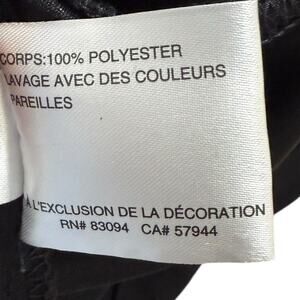 CORPS:100% POLYESTER
LAVAGE AVEC DES COULEURS
PAREILLES
À L'EXCLUSION DE LA DÉCORATION
RN# 83094 CA# 57944